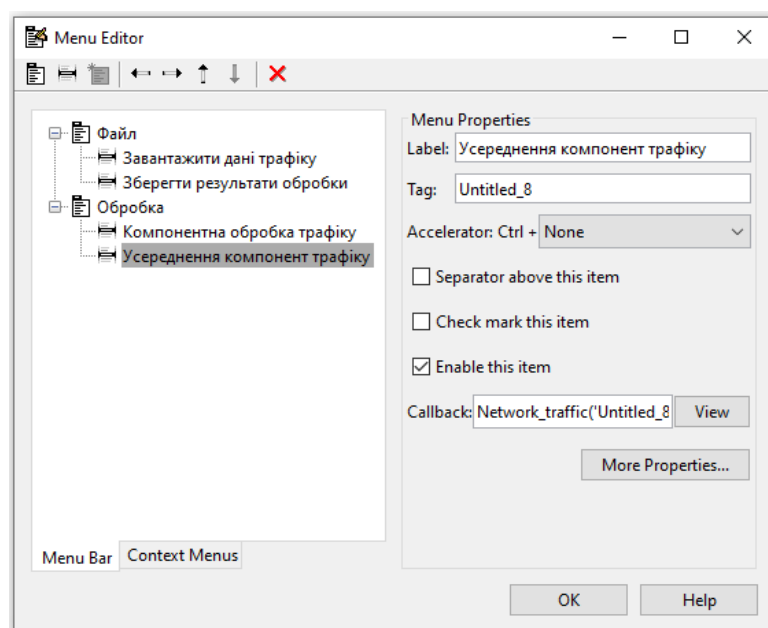 Menu Editor
Файл
Завантажити дані трафіку
Зберегти результати обробки
Обробка
Компонентна обробка трафіку
Усереднення компонент трафіку
Menu Bar
Context Menus
Menu Properties
Label: Усереднення компонент трафіку
Tag: Untitled_8
Accelerator: Ctrl + None
Separator above this item
Check mark this item
Enable this item
Callback: Network_traffic('Untitled_8 View
More Properties...
OK
Help